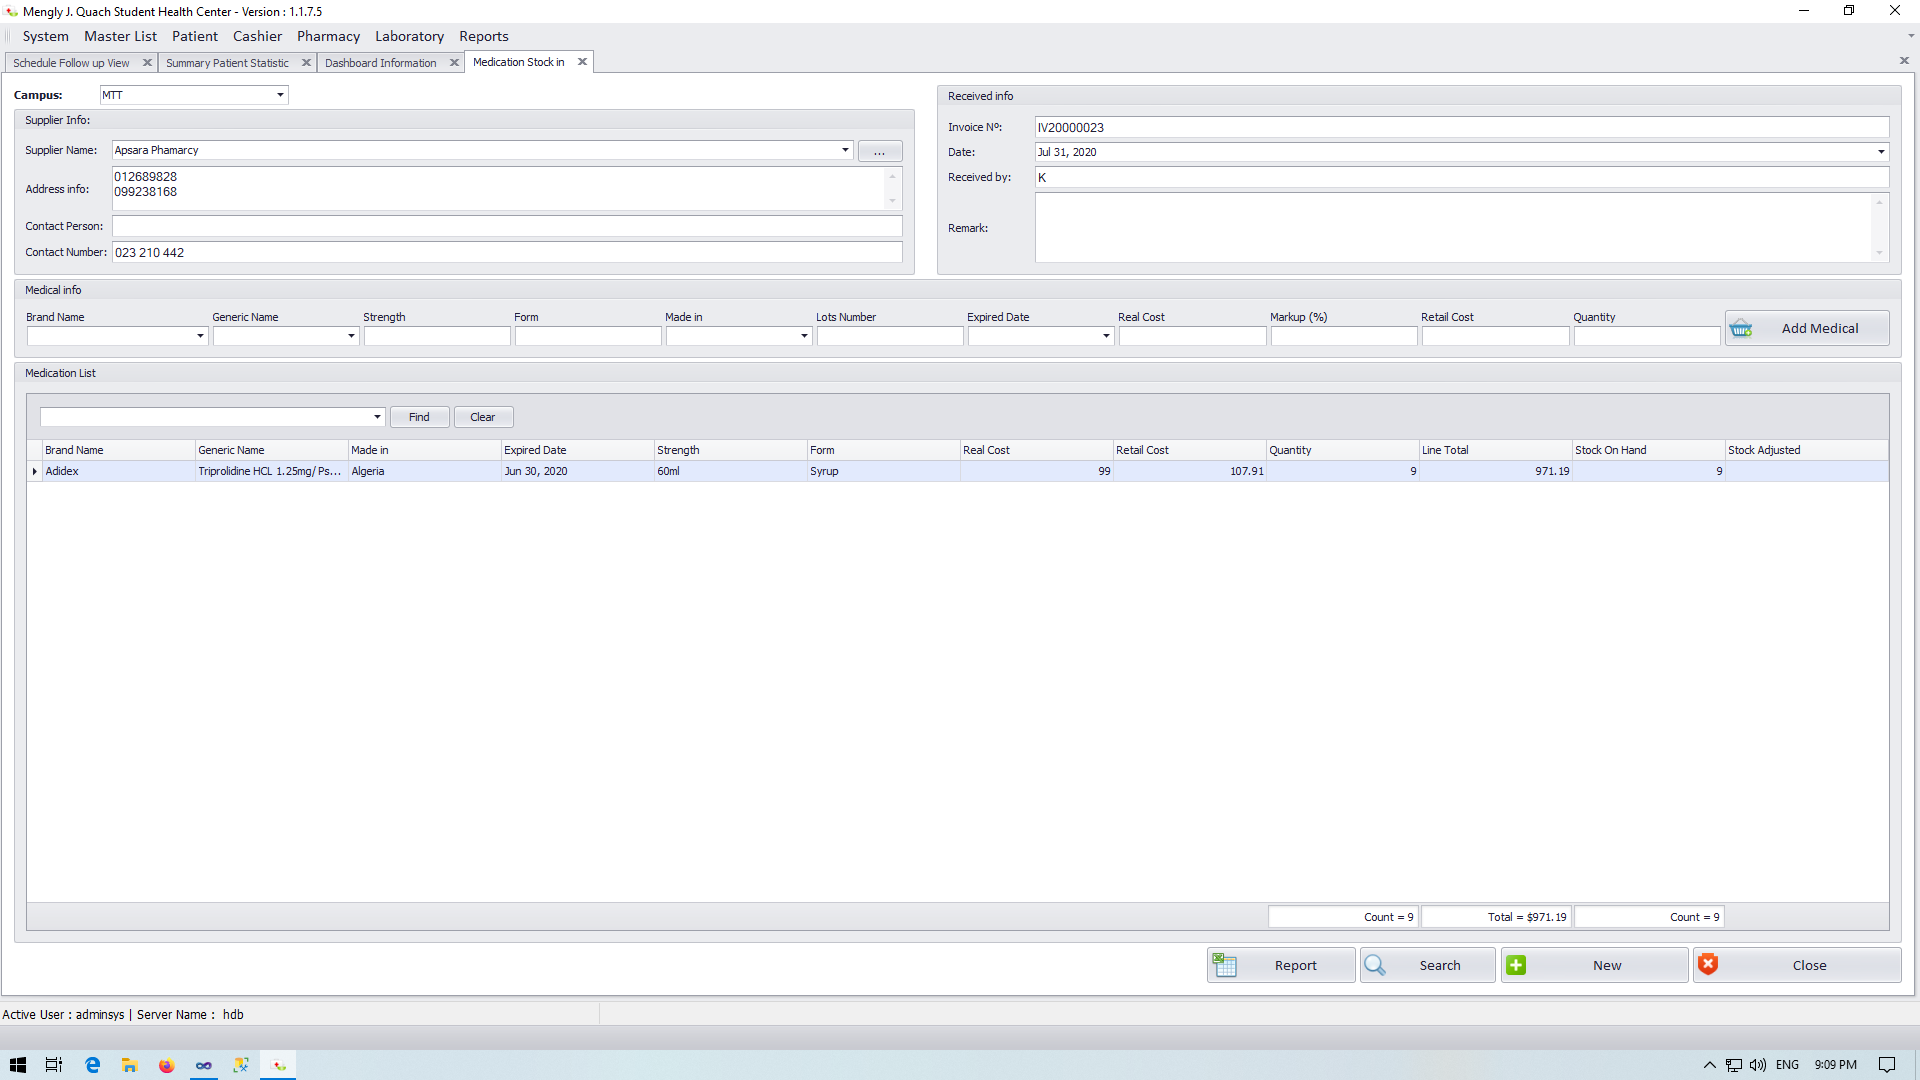 Mengly J. Quach Student Health Center - Version : 1.1.7.5
System Master List Patient Cashier Pharmacy Laboratory Reports
Schedule Follow up View Summary Patient Statistic Dashboard Information Medication Stock in
Campus: MTT
Supplier Info:
Supplier Name: Apsara Phamarcy ...
Address info: 012689828
099238168
Contact Person:
Contact Number: 023 210 442
Received info
Invoice Nº: IV20000023
Date: Jul 31, 2020
Received by: K
Remark:
Medical info
Brand Name Generic Name Strength Form Made in Lots Number Expired Date Real Cost Markup (%) Retail Cost Quantity
Add Medical
Medication List
Find Clear
Brand Name Generic Name Made in Expired Date Strength Form Real Cost Retail Cost Quantity Line Total Stock On Hand Stock Adjusted
Adidex Triprolidine HCL 1.25mg/ Ps... Algeria Jun 30, 2020 60ml Syrup 99 107.91 9 971.19 9
Count = 9 Total = $971.19 Count = 9
Report Search New Close
Active User : adminsys | Server Name : hdb
ENG 9:09 PM